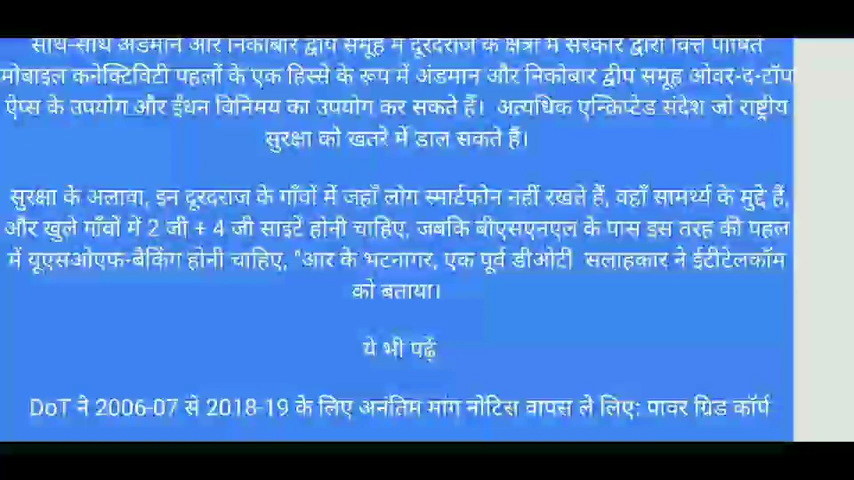 साथ-साथ अंडमान और निकोबार द्वीप समूह में दूरदराज के क्षेत्रों में सरकार द्वारा वित्त पोषित
मोबाइल कनेक्टिविटी पहलों के एक हिस्से के रूप में अंडमान और निकोबार द्वीप समूह ओवर-द-टॉप
ऐप्स के उपयोग और ईंधन विनिमय का उपयोग कर सकते हैं। अत्यधिक एन्क्रिप्टेड संदेश जो राष्ट्रीय
सुरक्षा को खतरे में डाल सकते हैं।
सुरक्षा के अलावा, इन दूरदराज के गाँवों में जहाँ लोग स्मार्टफोन नहीं रखते हैं, वहाँ सामर्थ्य के मुद्दे हैं,
और खुले गाँवों में 2 जी + 4 जी साइटें होनी चाहिए, जबकि बीएसएनएल के पास इस तरह की पहल
में यूएसओएफ-बैकिंग होनी चाहिए, "आर के भटनागर, एक पूर्व डीओटी सलाहकार ने ईटीटेलकॉम
को बताया।
ये भी पढ़ें
DoT ने 2006-07 से 2018-19 के लिए अनंतिम मांग नोटिस वापस ले लिए: पावर ग्रिड कॉर्प